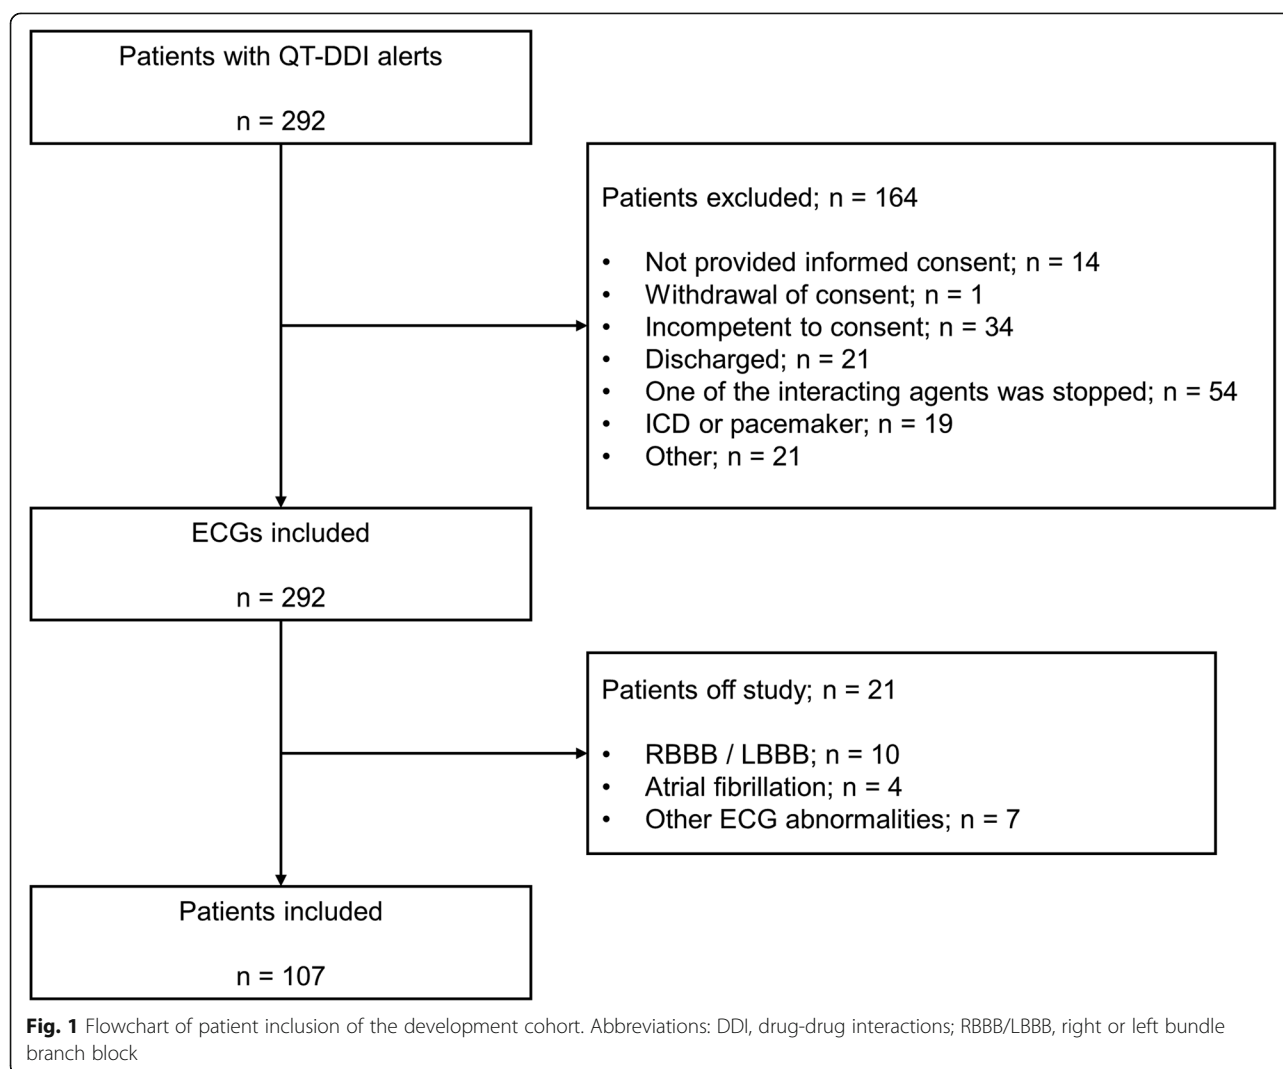 Patients with QT-DDI alerts
n = 292
Patients excluded; n = 164
• Not provided informed consent; n = 14
• Withdrawal of consent; n = 1
• Incompetent to consent; n = 34
• Discharged; n = 21
• One of the interacting agents was stopped; n = 54
• ICD or pacemaker; n = 19
• Other; n = 21
ECGs included
n = 292
Patients off study; n = 21
• RBBB / LBBB; n = 10
• Atrial fibrillation; n = 4
• Other ECG abnormalities; n = 7
Patients included
n = 107
Fig. 1 Flowchart of patient inclusion of the development cohort. Abbreviations: DDI, drug-drug interactions; RBBB/LBBB, right or left bundle
branch block